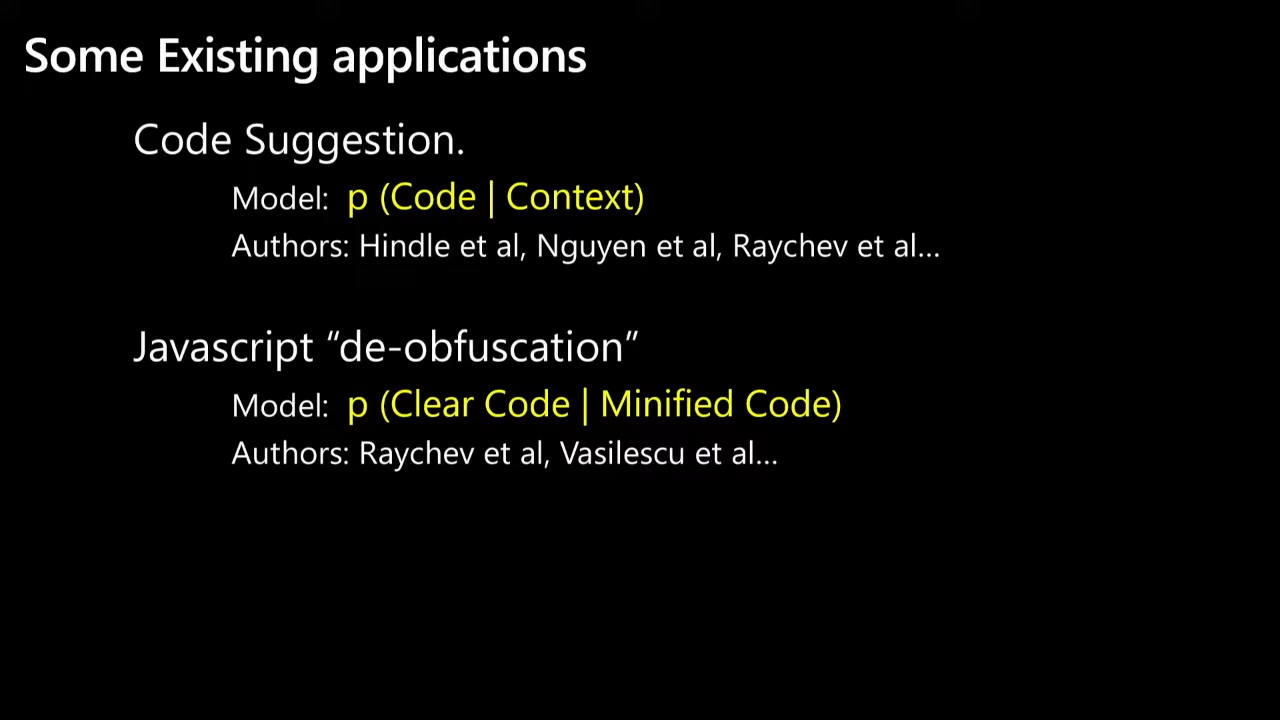 Some Existing applications
Code Suggestion.
Model: p (Code | Context)
Authors: Hindle et al, Nguyen et al, Raychev et al…
Javascript “de-obfuscation”
Model: p (Clear Code | Minified Code)
Authors: Raychev et al, Vasilescu et al…